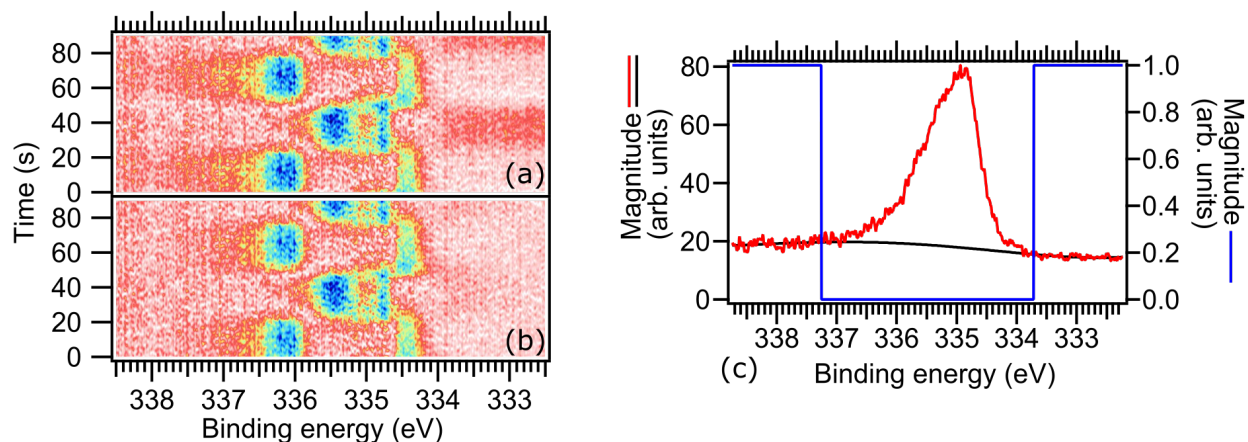 80
60
40
20
0
(a)
Time (s)
80
60
40
20
0
(b)
338 337 336 335 334 333
Binding energy (eV)
Magnitude
(arb. units)
80
60
40
20
0
1.0
0.8
0.6
0.4
0.2
0.0
Magnitude
(arb. units)
338 337 336 335 334 333
(c)
Binding energy (eV)